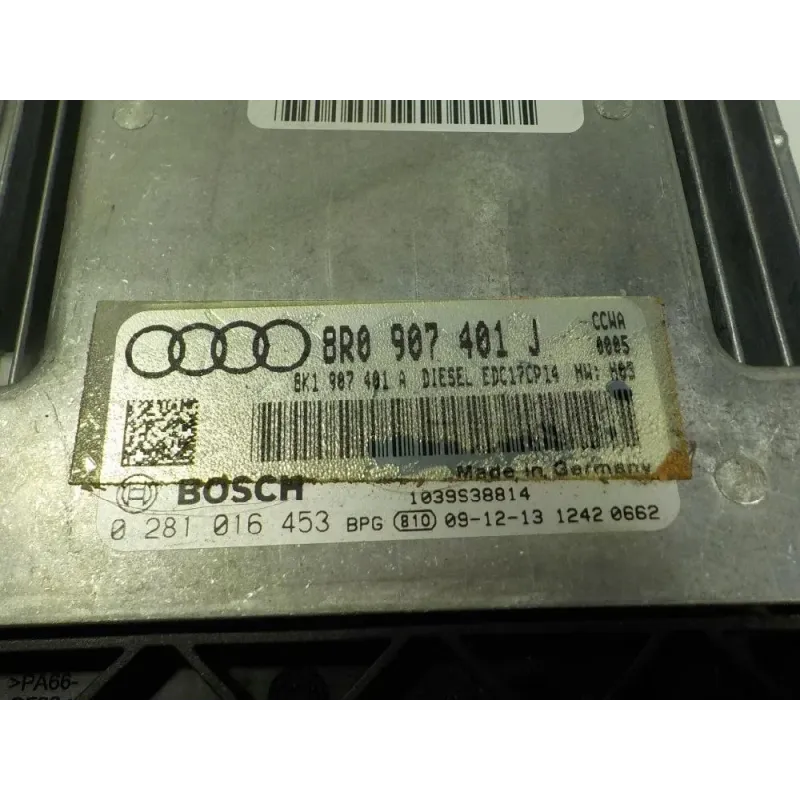 8R0 907 401 J
CCWA
0005
8K1 907 401 A DIESEL EDC17CP14 HW: H03
Made in Germany
BOSCH
1039S38814
0 281 016 453 BPG 810 09-12-13 1242 0662
>PA66-